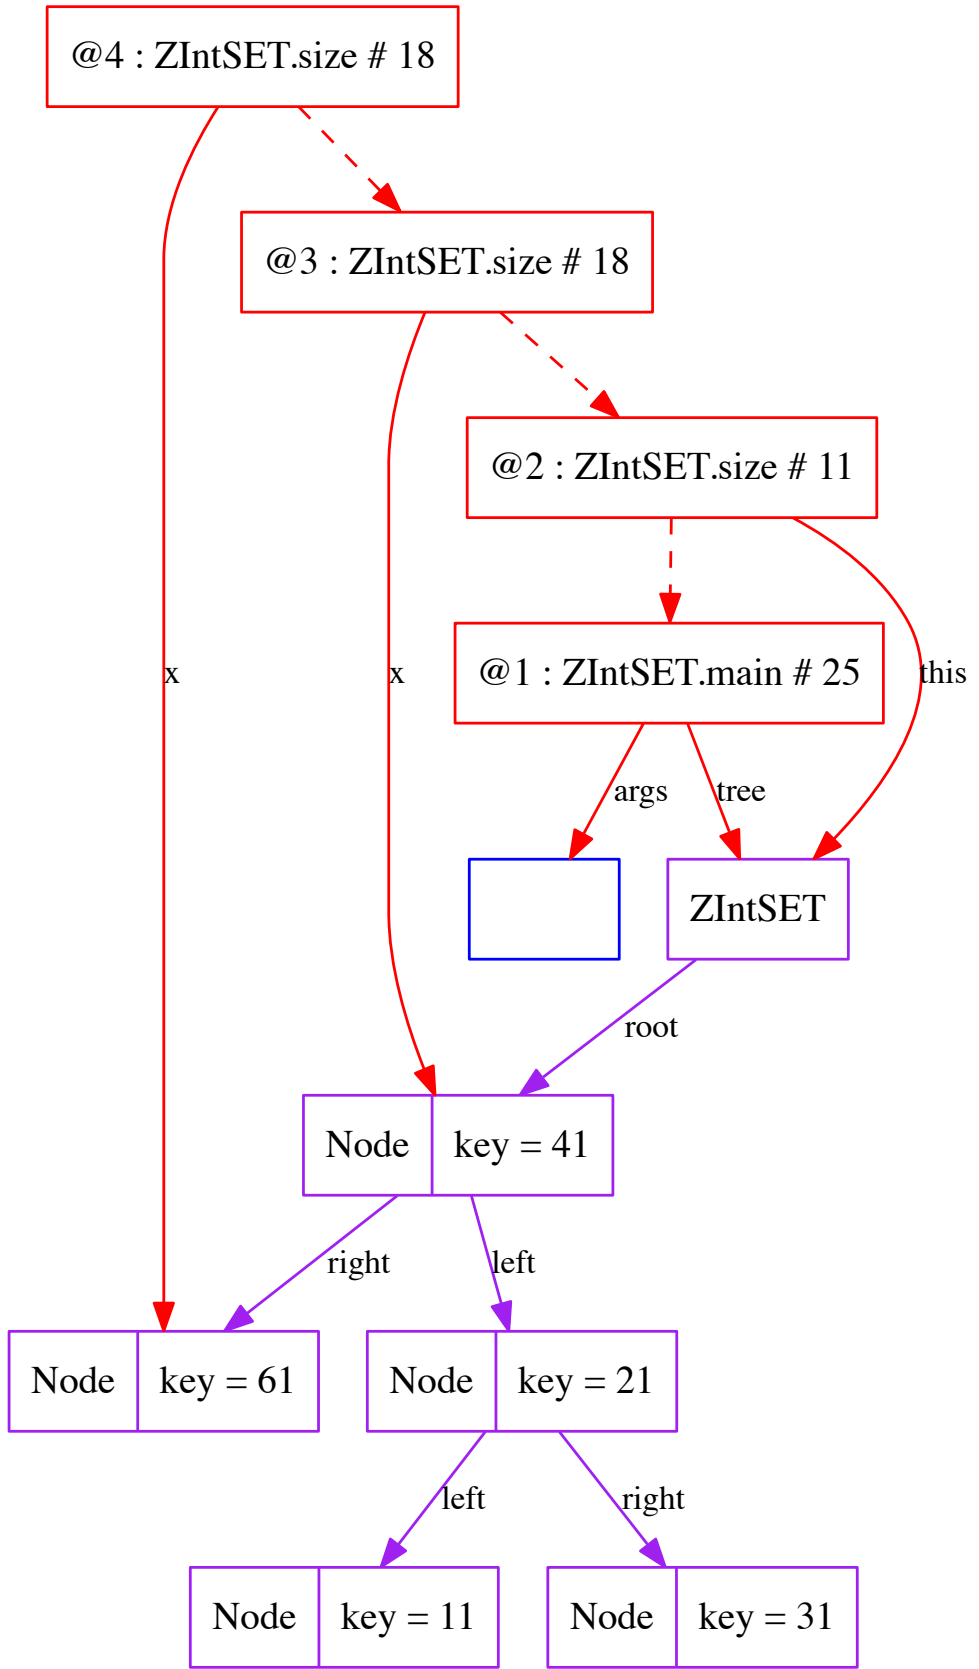 @4 : ZIntSET.size # 18
@3 : ZIntSET.size # 18
@2 : ZIntSET.size # 11
x
x
@1 : ZIntSET.main # 25
this
args
tree
ZIntSET
root
Node
key = 41
right
left
Node
key = 61
Node
key = 21
left
right
Node
key = 11
Node
key = 31